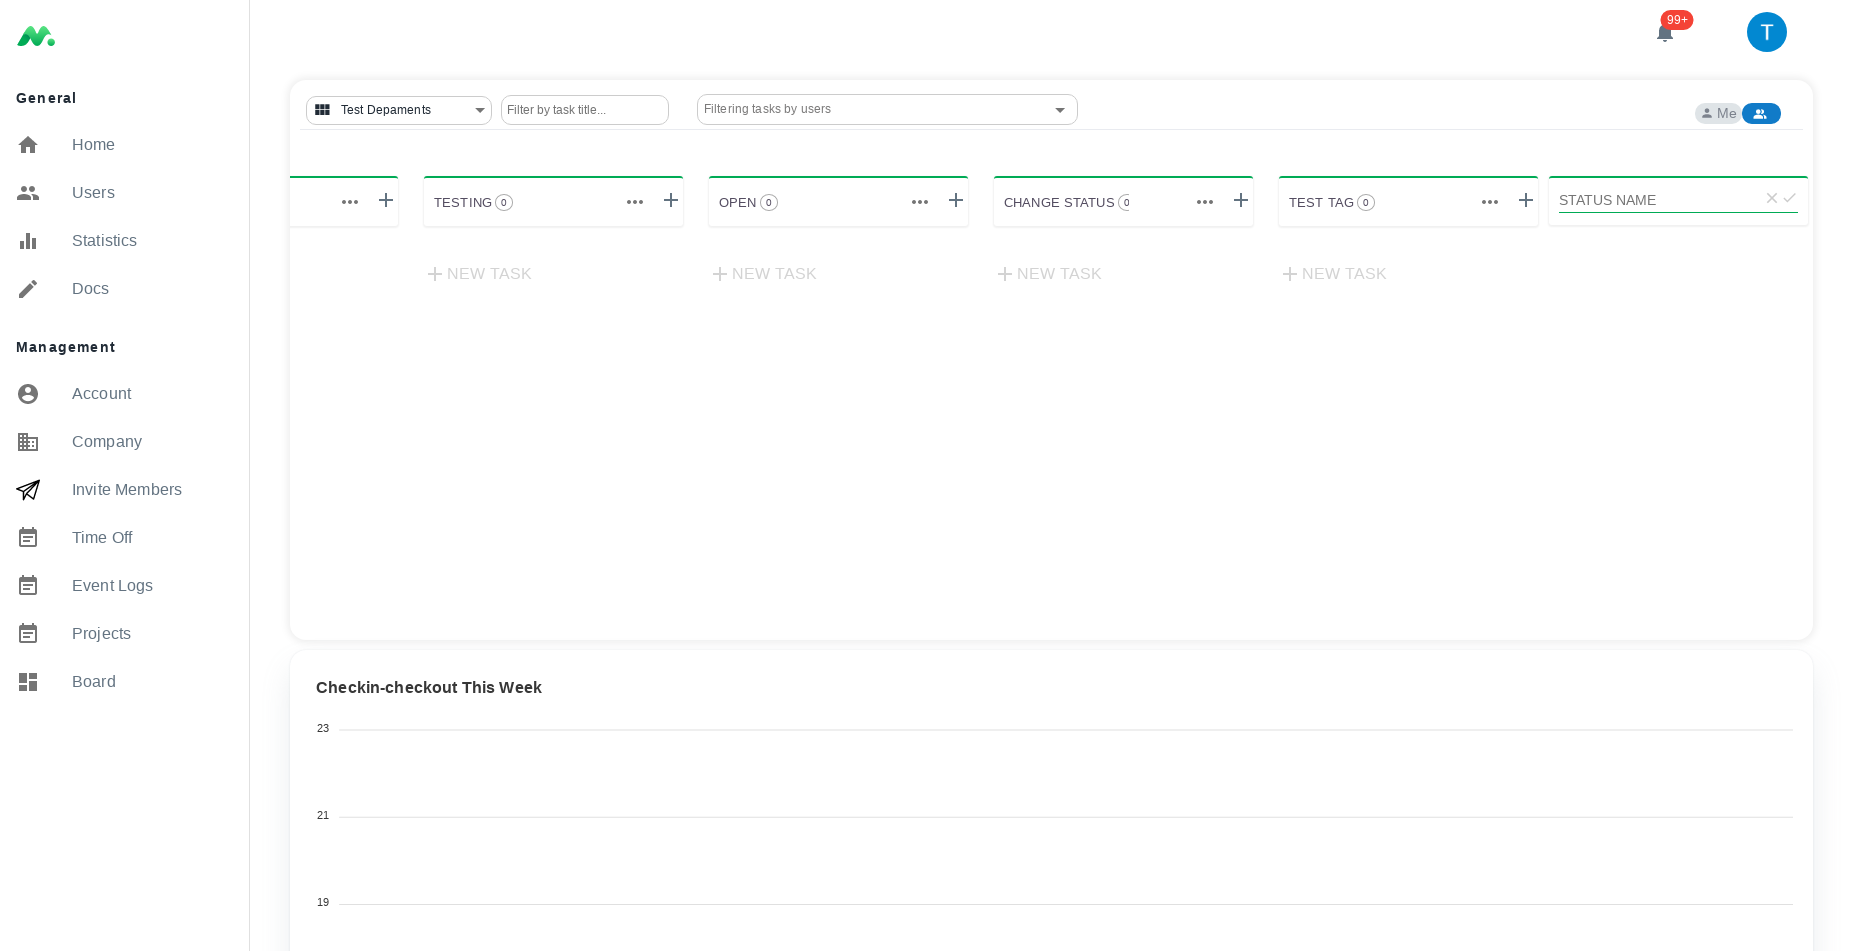 99+
T
General
Home
Users
Statistics
Docs
Management
Account
Company
Invite Members
Time Off
Event Logs
Projects
Board
Test Depaments
Filter by task title...
Filtering tasks by users
Me
TESTING 0
OPEN 0
CHANGE STATUS 0
TEST TAG 0
STATUS NAME
NEW TASK
NEW TASK
NEW TASK
NEW TASK
Checkin-checkout This Week
23
21
19